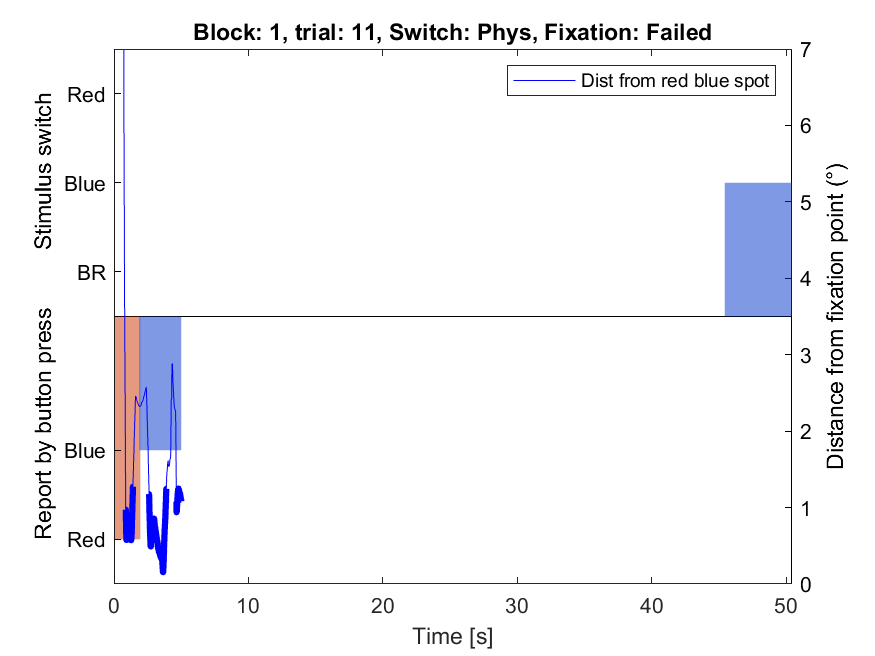 Block: 1, trial: 11, Switch: Phys, Fixation: Failed
Dist from red blue spot
Stimulus switch
Red
Blue
BR
Report by button press
Blue
Red
7
6
5
4
3
2
1
0
Distance from fixation point (°)
0 10 20 30 40 50
Time [s]